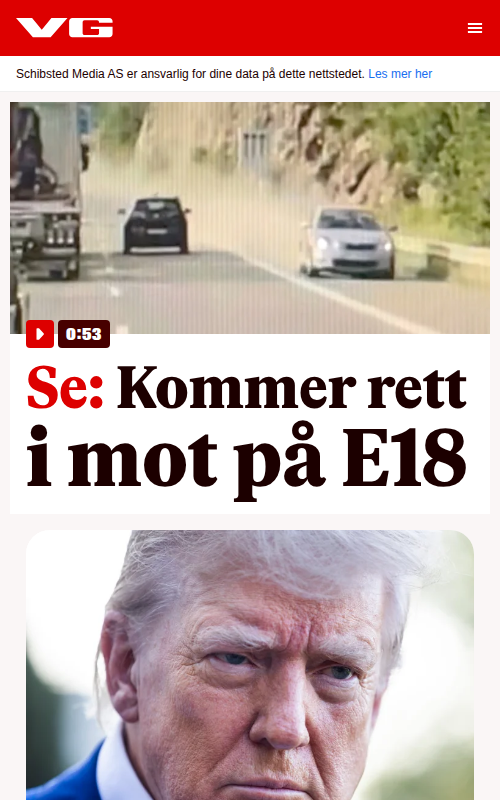 VG
Schibsted Media AS er ansvarlig for dine data på dette nettstedet. Les mer her
0:53
Se: Kommer rett
i mot på E18